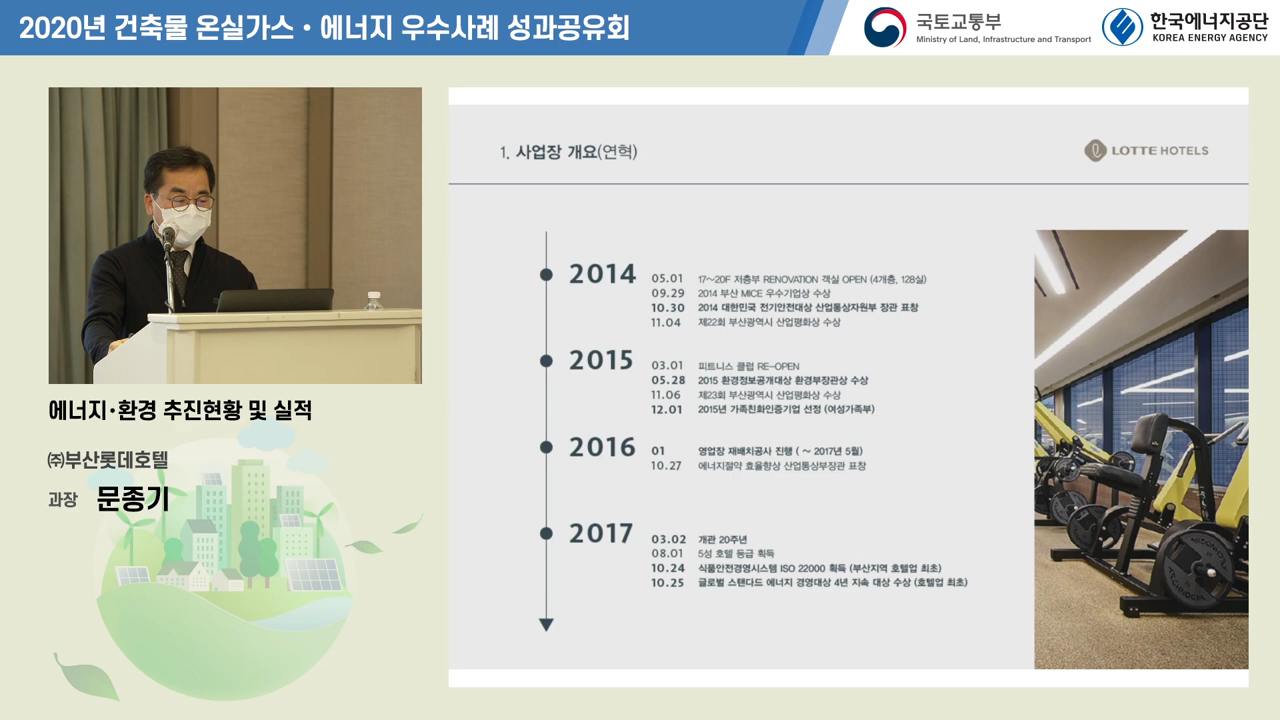 2020년 건축물 온실가스 · 에너지 우수사례 성과공유회
국토교통부
Ministry of Land, Infrastructure and Transport
한국에너지공단
KOREA ENERGY AGENCY
에너지·환경 추진현황 및 실적
㈜부산롯데호텔
과장 문종기
1. 사업장 개요(연혁)
LOTTE HOTELS
2014
05.01 17~20F 저층부 RENOVATION 객실 OPEN (4개층, 128실)
09.29 2014 부산 MICE 우수기업상 수상
10.30 2014 대한민국 전기안전대상 산업통상자원부 장관 표창
11.04 제22회 부산광역시 산업평화상 수상
2015
03.01 피트니스 클럽 RE-OPEN
05.28 2015 환경정보공개대상 환경부장관상 수상
11.06 제23회 부산광역시 산업평화상 수상
12.01 2015년 가족친화인증기업 선정 (여성가족부)
2016
01 영업장 재배치공사 진행 ( ~ 2017년 5월)
10.27 에너지절약 효율향상 산업통상부장관 표창
2017
03.02 개관 20주년
08.01 5성 호텔 등급 획득
10.24 식품안전경영시스템 ISO 22000 획득 (부산지역 호텔업 최초)
10.25 글로벌 스탠다드 에너지 경영대상 4년 지속 대상 수상 (호텔업 최초)